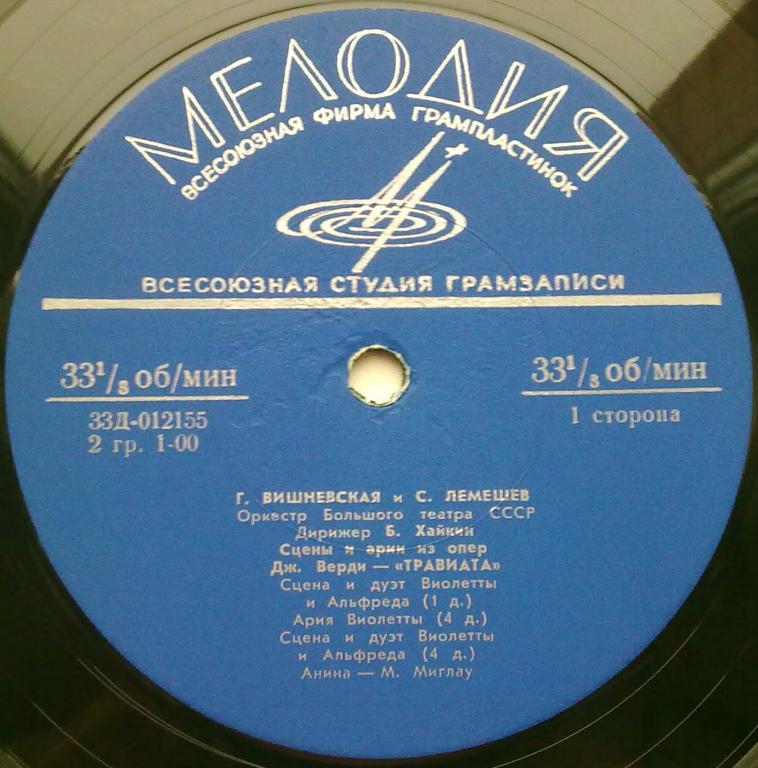 МЕЛОДИЯ
ВСЕСОЮЗНАЯ ФИРМА ГРАМПЛАСТИНОК
ВСЕСОЮЗНАЯ СТУДИЯ ГРАМЗАПИСИ
33¹/₃ об/мин
33¹/₃ об/мин
33Д-012155
1 сторона
2 гр. 1-00
Г. ВИШНЕВСКАЯ и С. ЛЕМЕШЕВ
Оркестр Большого театра СССР
Дирижер Б. Хайкин
Сцены и арии из опер
Дж. Верди — «ТРАВИАТА»
Сцена и дуэт Виолетты
и Альфреда (1 д.)
Ария Виолетты (4 д.)
Сцена и дуэт Виолетты
и Альфреда (4 д.)
Анина — М. Миглау